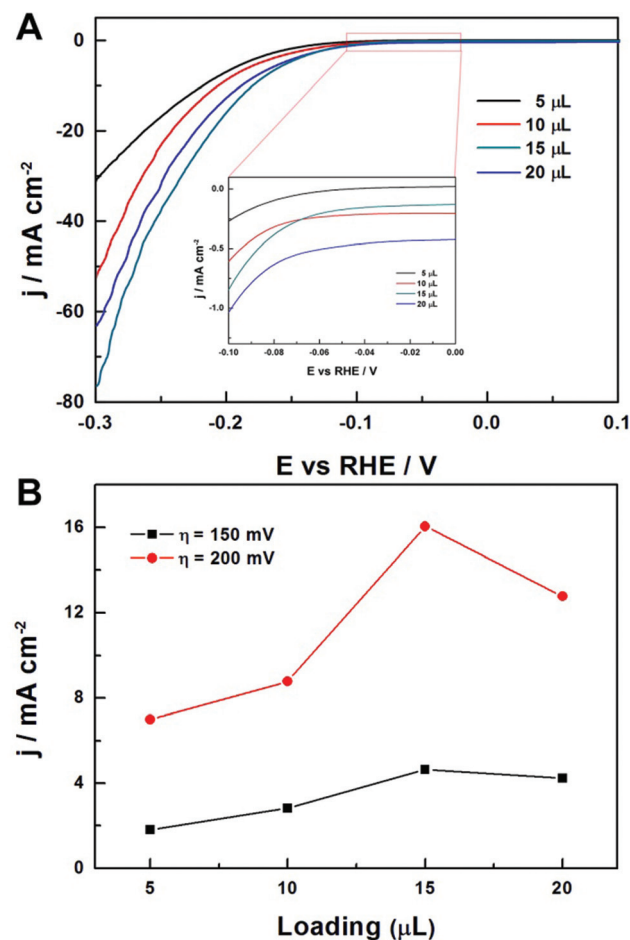 A
0
-20
-40
-60
-80
j / mA cm-2
-0.3 -0.2 -0.1 0.0 0.1
E vs RHE / V
5 μL
10 μL
15 μL
20 μL
0.0
-0.5
-1.0
j / mA cm-2
-0.10 -0.08 -0.06 -0.04 -0.02 0.00
E vs RHE / V
5 μL
10 μL
15 μL
20 μL
B
16
12
8
4
0
j / mA cm-2
η = 150 mV
η = 200 mV
5 10 15 20
Loading (μL)